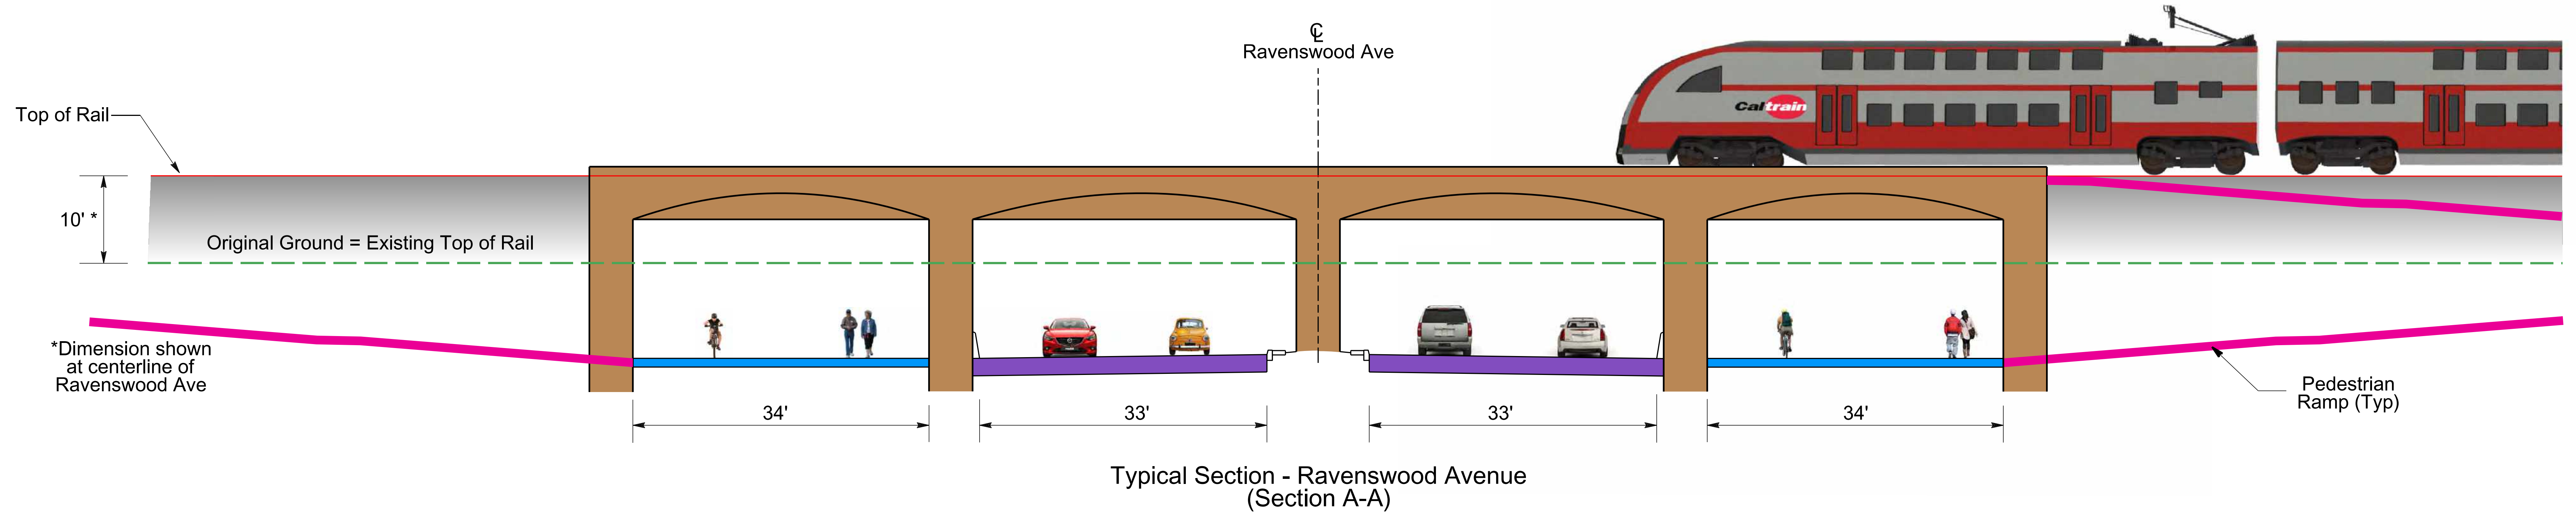 ℄
Ravenswood Ave
Top of Rail
Caltrain
10' *
Original Ground = Existing Top of Rail
*Dimension shown
at centerline of
Ravenswood Ave
34'
33'
33'
34'
Pedestrian
Ramp (Typ)
Typical Section - Ravenswood Avenue
(Section A-A)